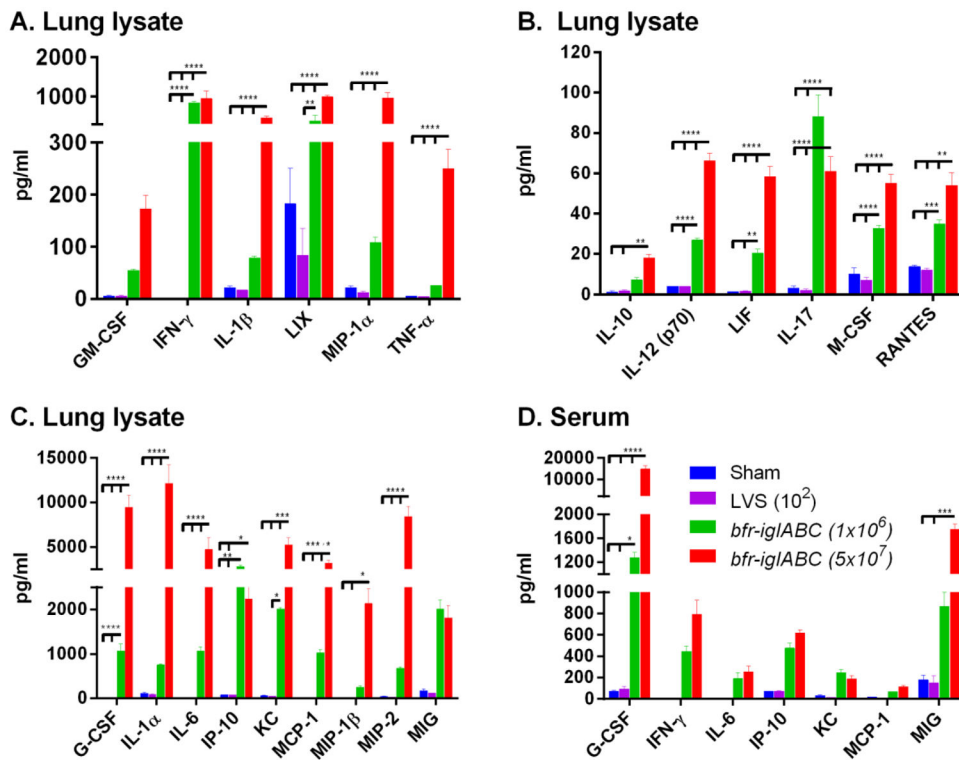 A. Lung lysate
pg/ml
2000
1000
300
200
100
0
**** **** **** **** ** **** ****
GM-CSF IFN-γ IL-1β LIX MIP-1α TNF-α
B. Lung lysate
pg/ml
120
100
80
60
40
20
0
** **** **** **** ** **** **** **** **** ** ***
IL-10 IL-12 (p70) LIF IL-17 M-CSF RANTES
C. Lung lysate
pg/ml
15000
10000
5000
2000
1000
0
**** **** **** **** * ** *** * * ****
G-CSF IL-1α IL-6 IP-10 KC MCP-1 MIP-1β MIP-2 MIG
D. Serum
pg/ml
20000
10000
2000
1600
1200
1000
800
600
400
200
0
**** * ***
Sham
LVS (10²)
bfr-iglABC (1x10⁶)
bfr-iglABC (5x10⁷)
G-CSF IFN-γ IL-6 IP-10 KC MCP-1 MIG